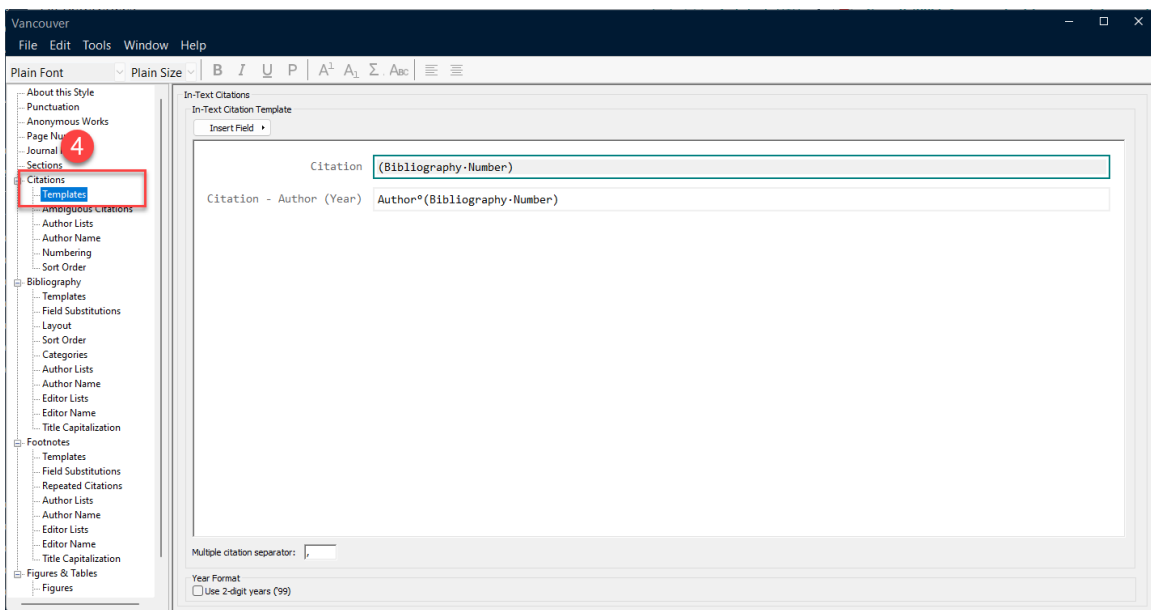 Vancouver
File Edit Tools Window Help
Plain Font Plain Size B I U P A¹ A₁ Σ ABC
About this Style
Punctuation
Anonymous Works
Page Nu
Journal
Sections
4
Citations
Templates
Ambiguous Citations
Author Lists
Author Name
Numbering
Sort Order
Bibliography
Templates
Field Substitutions
Layout
Sort Order
Categories
Author Lists
Author Name
Editor Lists
Editor Name
Title Capitalization
Footnotes
Templates
Field Substitutions
Repeated Citations
Author Lists
Author Name
Editor Lists
Editor Name
Title Capitalization
Figures & Tables
Figures
In-Text Citations
In-Text Citation Template
Insert Field
Citation (Bibliography·Number)
Citation - Author (Year) Authorº(Bibliography·Number)
Multiple citation separator: ,
Year Format
Use 2-digit years ('99)